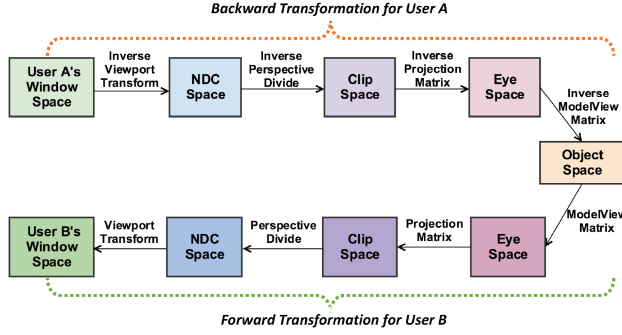 Backward Transformation for User A
User A's
Window
Space
Inverse
Viewport
Transform
NDC
Space
Inverse
Perspective
Divide
Clip
Space
Inverse
Projection
Matrix
Eye
Space
Inverse
ModelView
Matrix
Object
Space
ModelView
Matrix
User B's
Window
Space
Viewport
Transform
NDC
Space
Perspective
Divide
Clip
Space
Projection
Matrix
Eye
Space
Forward Transformation for User B